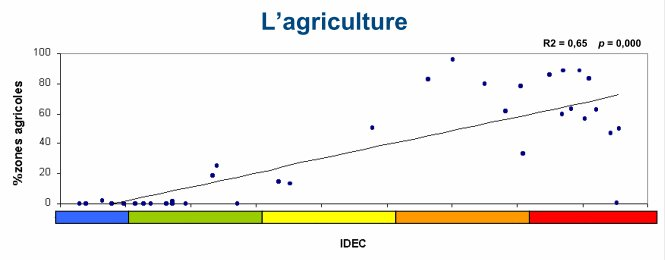 L'agriculture
R2 = 0,65 p = 0,000
%zones agricoles
100
80
60
40
20
0
IDEC